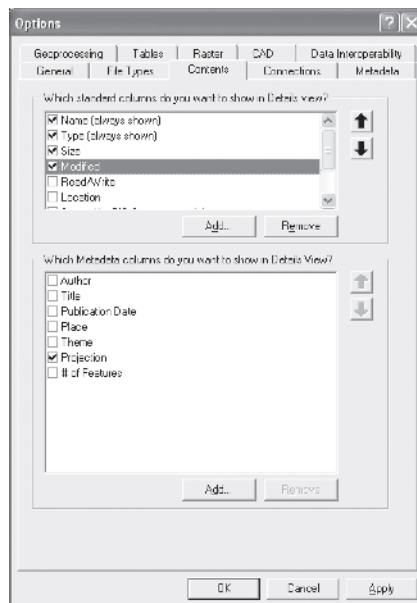 Options
Geoprocessing Tables Raster CAD Data Interoperability
General File Types Contents Connections Metadata
Which standard columns do you want to show in Details view?
Name (always shown)
Type (always shown)
Size
Modified
Read/Write
Location
Add... Remove
Which Metadata columns do you want to show in Details View?
Author
Title
Publication Date
Place
Theme
Projection
# of Features
Add... Remove
OK Cancel Apply